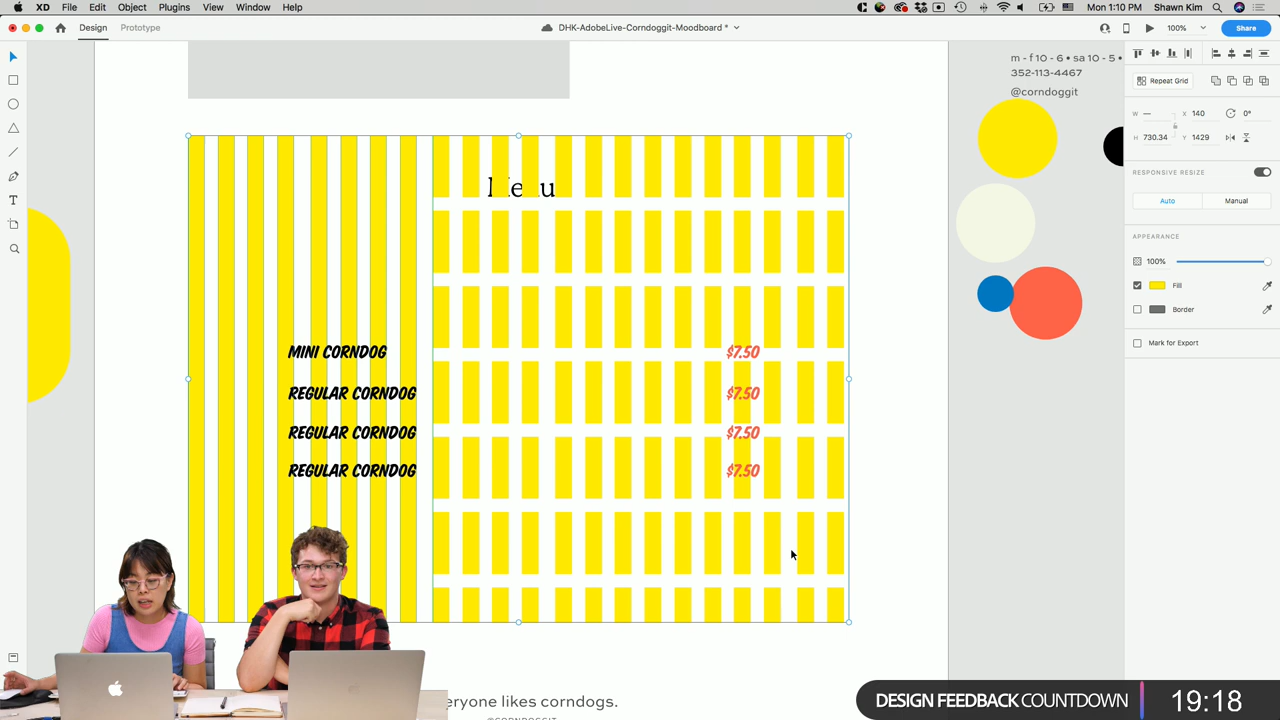 XD File Edit Object Plugins View Window Help Mon 1:10 PM Shawn Kim
Design Prototype DHK-AdobeLive-Corndoggit-Moodboard * 100% Share
m - f 10 - 6 • sa 10 - 5 •
352-113-4467
@corndoggit
Repeat Grid
W — X 140 0°
H 730.34 Y 1429
RESPONSIVE RESIZE
Auto Manual
APPEARANCE
100%
Fill
Border
Mark for Export
Menu
MINI CORNDOG $7.50
REGULAR CORNDOG $7.50
REGULAR CORNDOG $7.50
REGULAR CORNDOG $7.50
eryone likes corndogs.
@CORNDOGGIT
DESIGN FEEDBACK COUNTDOWN 19:18